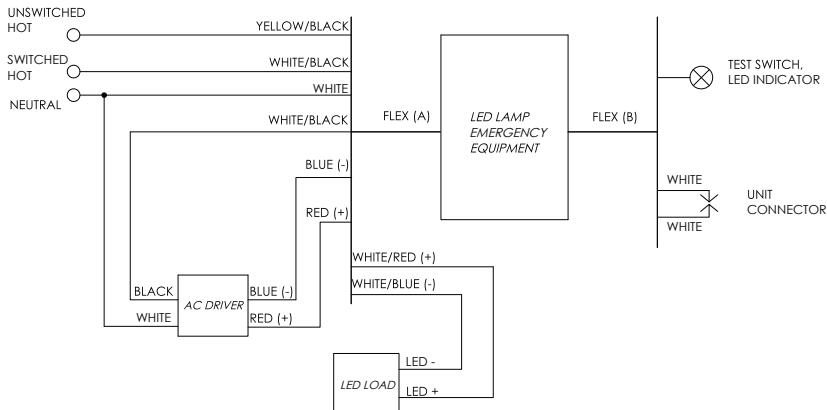 UNSWITCHED
HOT
YELLOW/BLACK
SWITCHED
HOT
WHITE/BLACK
NEUTRAL
WHITE
WHITE/BLACK
FLEX (A)
LED LAMP
EMERGENCY
EQUIPMENT
FLEX (B)
TEST SWITCH,
LED INDICATOR
BLUE (-)
WHITE
UNIT
CONNECTOR
RED (+)
WHITE
WHITE/RED (+)
WHITE/BLUE (-)
BLACK
AC DRIVER
BLUE (-)
WHITE
RED (+)
LED -
LED LOAD
LED +